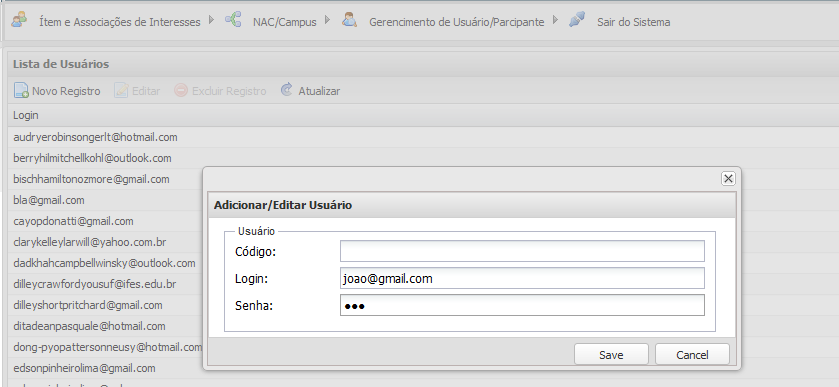 Ítem e Associações de Interesses NAC/Campus Gerencimento de Usuário/Parcipante Sair do Sistema
Lista de Usuários
Novo Registro Editar Excluir Registro Atualizar
Login
audryerobinsongerlt@hotmail.com
berryhilmitchellkohl@outlook.com
bischhamiltonozmore@gmail.com
bla@gmail.com
cayopdonatti@gmail.com
clarykelleylarwill@yahoo.com.br
dadkhahcampbellwinsky@outlook.com
dilleycrawfordyousuf@ifes.edu.br
dilleyshortpritchard@gmail.com
ditadeanpasquale@hotmail.com
dong-pyopattersonneusy@hotmail.com
edsonpinheirolima@gmail.com
Adicionar/Editar Usuário
Usuário
Código:
Login: joao@gmail.com
Senha: ●●●
Save Cancel